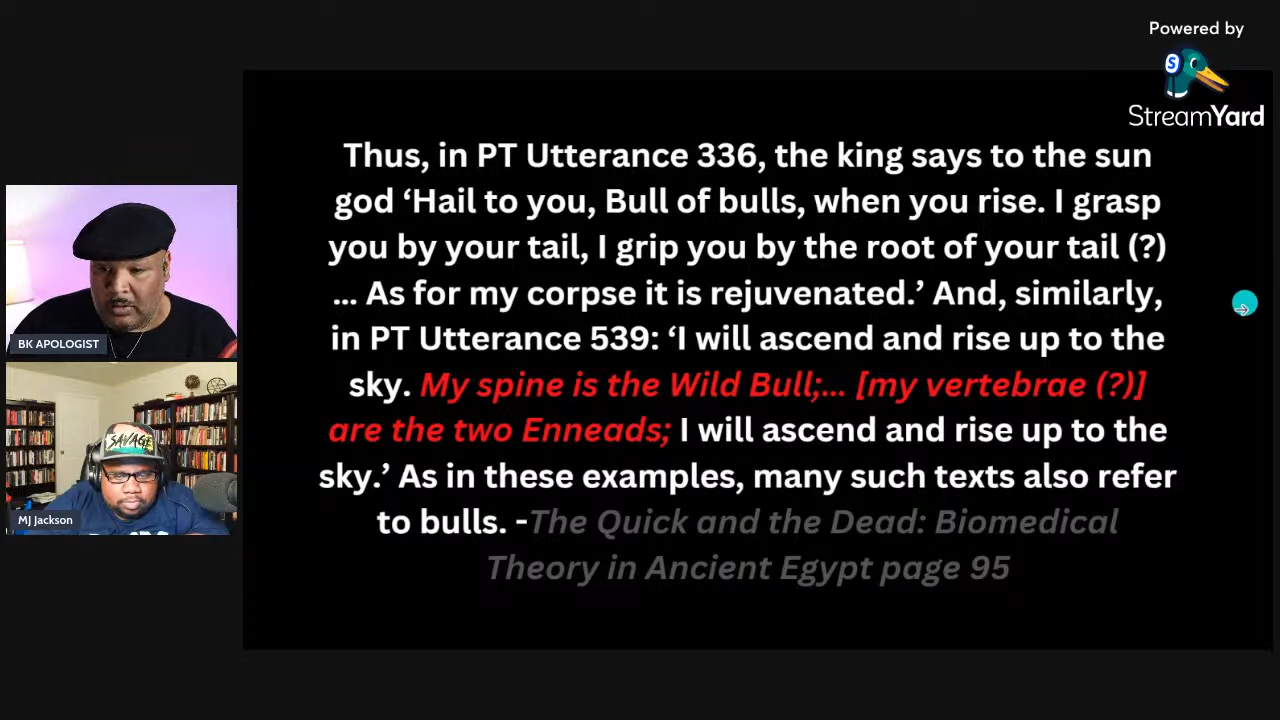 Powered by
S
StreamYard
Thus, in PT Utterance 336, the king says to the sun
god ‘Hail to you, Bull of bulls, when you rise. I grasp
you by your tail, I grip you by the root of your tail (?)
... As for my corpse it is rejuvenated.’ And, similarly,
in PT Utterance 539: ‘I will ascend and rise up to the
sky. My spine is the Wild Bull;... [my vertebrae (?)]
are the two Enneads; I will ascend and rise up to the
sky.’ As in these examples, many such texts also refer
to bulls. -The Quick and the Dead: Biomedical
Theory in Ancient Egypt page 95
BK APOLOGIST
SAVAGE
MJ Jackson